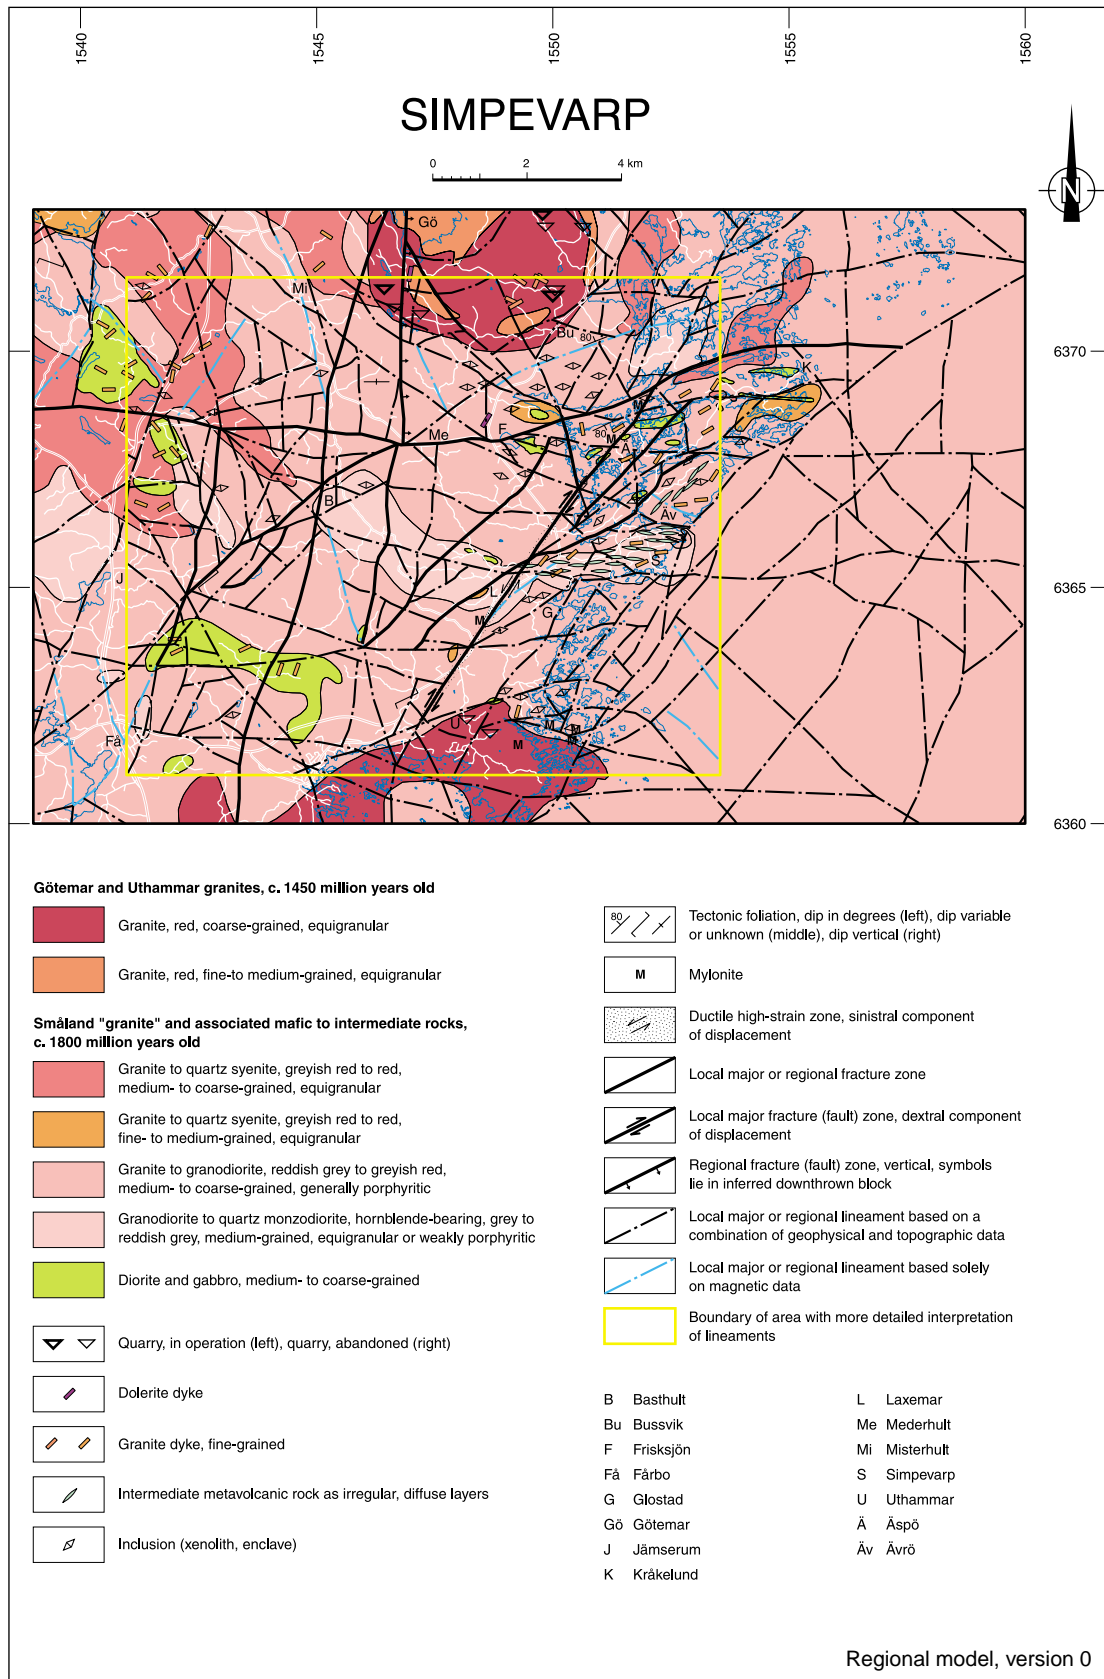 1540
1545
1550
1555
1560
SIMPEVARP
0 2 4 km
N
Gö
Mi
Bu 80
6370
K
Me
F
80
M
M
Ä
B
Av
S
J
L
6365
M
G
U
M
M
M
M
Få
6360
Götemar and Uthammar granites, c. 1450 million years old
Granite, red, coarse-grained, equigranular
Granite, red, fine-to medium-grained, equigranular
Småland "granite" and associated mafic to intermediate rocks,
c. 1800 million years old
Granite to quartz syenite, greyish red to red,
medium- to coarse-grained, equigranular
Granite to quartz syenite, greyish red to red,
fine- to medium-grained, equigranular
Granite to granodiorite, reddish grey to greyish red,
medium- to coarse-grained, generally porphyritic
Granodiorite to quartz monzodiorite, hornblende-bearing, grey to
reddish grey, medium-grained, equigranular or weakly porphyritic
Diorite and gabbro, medium- to coarse-grained
Quarry, in operation (left), quarry, abandoned (right)
Dolerite dyke
Granite dyke, fine-grained
Intermediate metavolcanic rock as irregular, diffuse layers
Inclusion (xenolith, enclave)
80
Tectonic foliation, dip in degrees (left), dip variable
or unknown (middle), dip vertical (right)
M Mylonite
Ductile high-strain zone, sinistral component
of displacement
Local major or regional fracture zone
Local major fracture (fault) zone, dextral component
of displacement
Regional fracture (fault) zone, vertical, symbols
lie in inferred downthrown block
Local major or regional lineament based on a
combination of geophysical and topographic data
Local major or regional lineament based solely
on magnetic data
Boundary of area with more detailed interpretation
of lineaments
B Basthult
Bu Bussvik
F Frisksjön
Få Fårbo
G Glostad
Gö Götemar
J Jämserum
K Kråkelund
L Laxemar
Me Mederhult
Mi Misterhult
S Simpevarp
U Uthammar
Ä Äspö
Äv Ävrö
Regional model, version 0